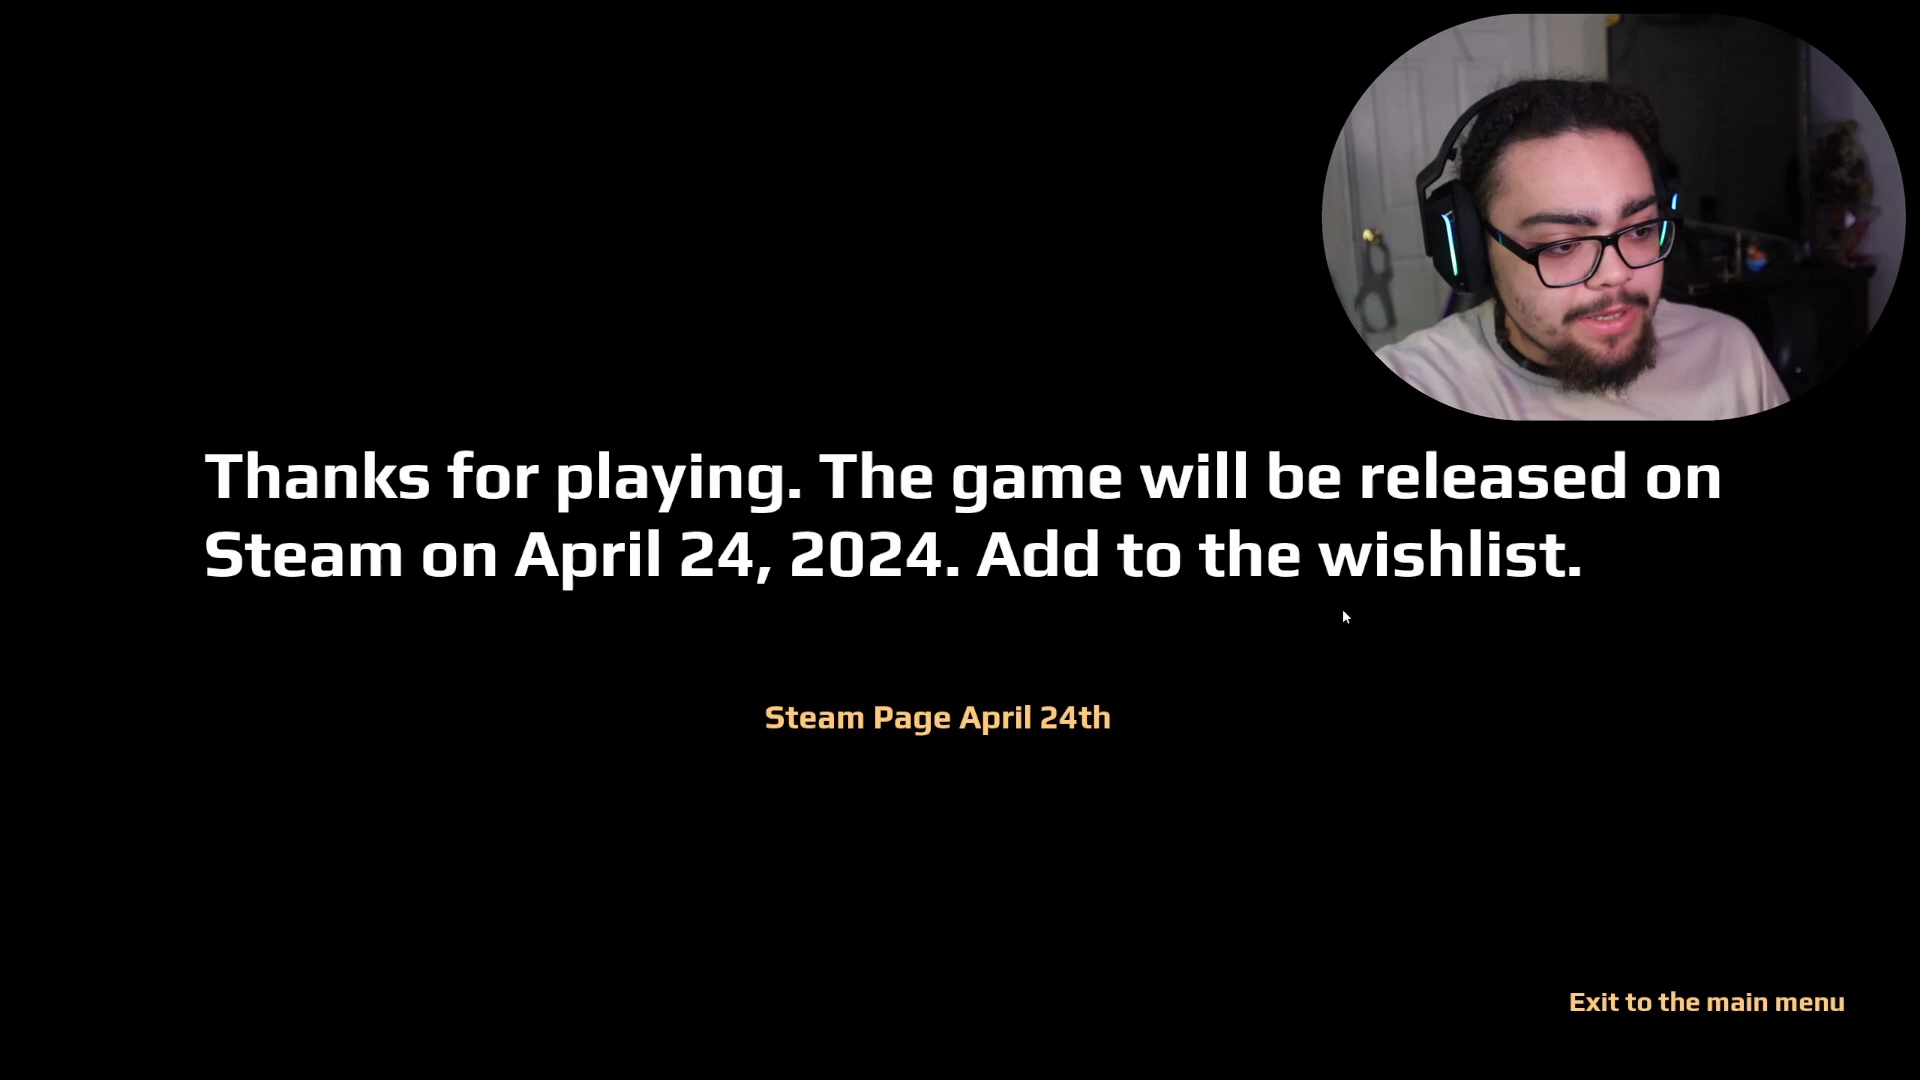 Thanks for playing. The game will be released on
Steam on April 24, 2024. Add to the wishlist.
Steam Page April 24th
Exit to the main menu